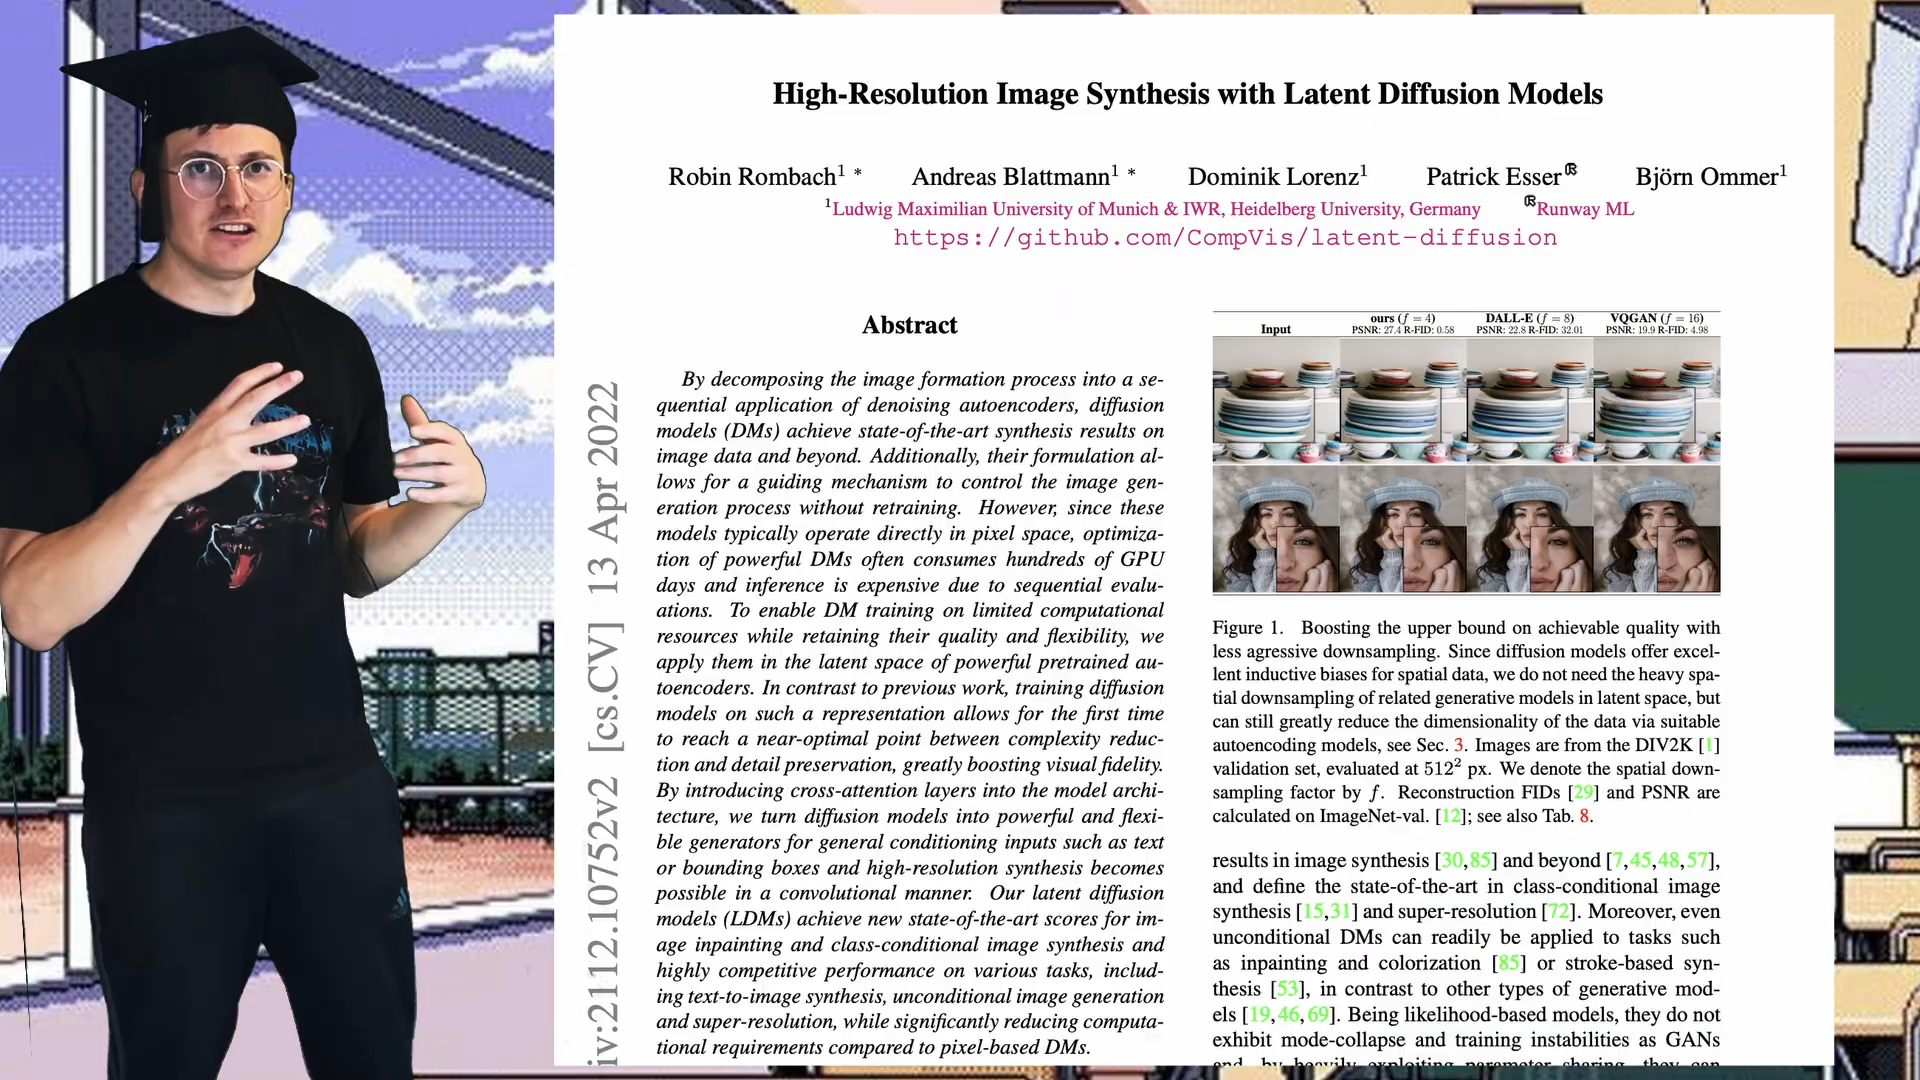 High-Resolution Image Synthesis with Latent Diffusion Models
Robin Rombach¹ * Andreas Blattmann¹ * Dominik Lorenz¹ Patrick Esser Björn Ommer¹
¹Ludwig Maximilian University of Munich & IWR, Heidelberg University, Germany Runway ML
https://github.com/CompVis/latent-diffusion
Abstract
By decomposing the image formation process into a se-
quential application of denoising autoencoders, diffusion
models (DMs) achieve state-of-the-art synthesis results on
image data and beyond. Additionally, their formulation al-
lows for a guiding mechanism to control the image gen-
eration process without retraining. However, since these
models typically operate directly in pixel space, optimiza-
tion of powerful DMs often consumes hundreds of GPU
days and inference is expensive due to sequential evalu-
ations. To enable DM training on limited computational
resources while retaining their quality and flexibility, we
apply them in the latent space of powerful pretrained au-
toencoders. In contrast to previous work, training diffusion
models on such a representation allows for the first time
to reach a near-optimal point between complexity reduc-
tion and detail preservation, greatly boosting visual fidelity.
By introducing cross-attention layers into the model archi-
tecture, we turn diffusion models into powerful and flexi-
ble generators for general conditioning inputs such as text
or bounding boxes and high-resolution synthesis becomes
possible in a convolutional manner. Our latent diffusion
models (LDMs) achieve new state-of-the-art scores for im-
age inpainting and class-conditional image synthesis and
highly competitive performance on various tasks, includ-
ing text-to-image synthesis, unconditional image generation
and super-resolution, while significantly reducing computa-
tional requirements compared to pixel-based DMs.
iv:2112.10752v2 [cs.CV] 13 Apr 2022
Input
ours (f = 4)
PSNR: 27.4 R-FID: 0.58
DALL-E (f = 8)
PSNR: 22.8 R-FID: 32.01
VQGAN (f = 16)
PSNR: 19.9 R-FID: 4.98
Figure 1. Boosting the upper bound on achievable quality with
less agressive downsampling. Since diffusion models offer excel-
lent inductive biases for spatial data, we do not need the heavy spa-
tial downsampling of related generative models in latent space, but
can still greatly reduce the dimensionality of the data via suitable
autoencoding models, see Sec. 3. Images are from the DIV2K [1]
validation set, evaluated at 512² px. We denote the spatial down-
sampling factor by f. Reconstruction FIDs [29] and PSNR are
calculated on ImageNet-val. [12]; see also Tab. 8.
results in image synthesis [30,85] and beyond [7,45,48,57],
and define the state-of-the-art in class-conditional image
synthesis [15,31] and super-resolution [72]. Moreover, even
unconditional DMs can readily be applied to tasks such
as inpainting and colorization [85] or stroke-based syn-
thesis [53], in contrast to other types of generative mod-
els [19,46,69]. Being likelihood-based models, they do not
exhibit mode-collapse and training instabilities as GANs
and, by heavily exploiting parameter sharing, they can